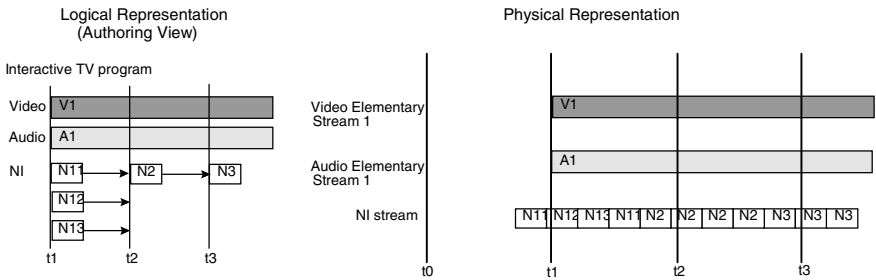 Logical Representation
(Authoring View)
Physical Representation
Interactive TV program
Video V1
Audio A1
NI N11 N2 N3
N12
N13
t1 t2 t3
Video Elementary
Stream 1
V1
Audio Elementary
Stream 1
A1
NI stream
N11 N12 N13 N11 N2 N2 N2 N2 N3 N3 N3
t0 t1 t2 t3